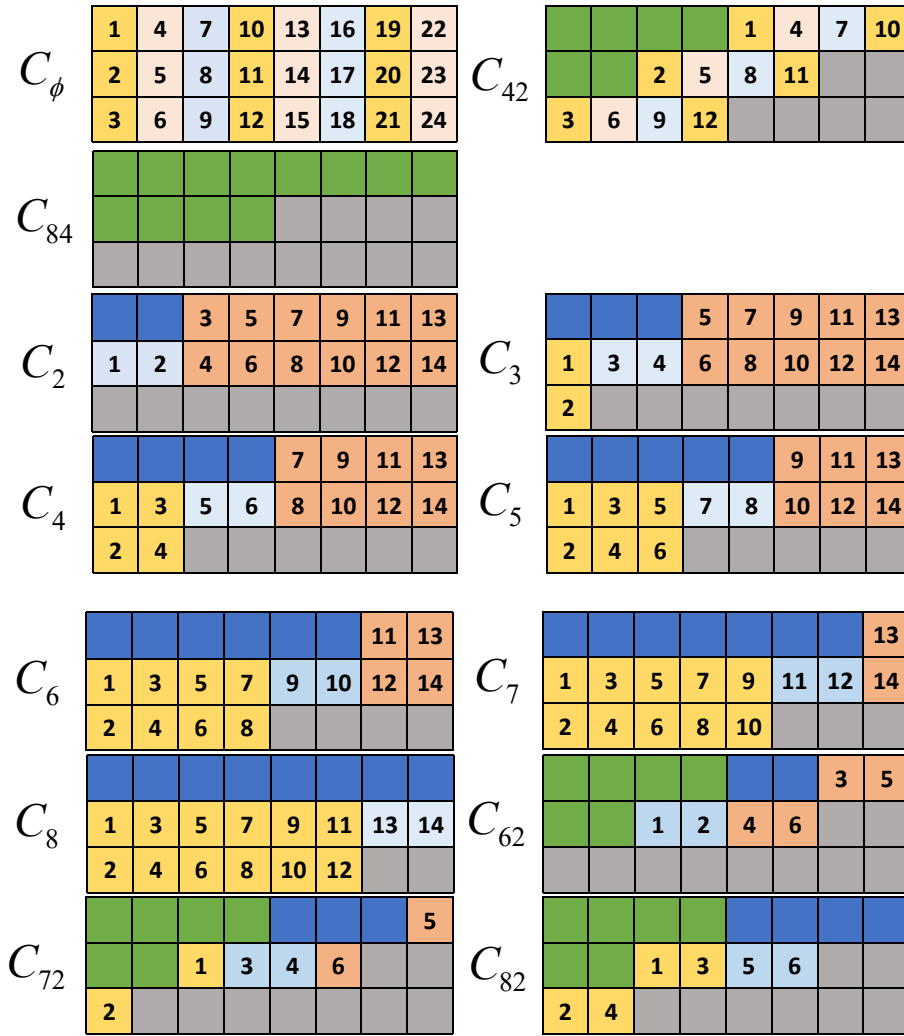 1 4 7 10 13 16 19 22
C_ϕ 2 5 8 11 14 17 20 23
3 6 9 12 15 18 21 24
1 4 7 10
C_42 2 5 8 11
3 6 9 12
C_84
3 5 7 9 11 13
C_2 1 2 4 6 8 10 12 14
5 7 9 11 13
C_3 1 3 4 6 8 10 12 14
2
7 9 11 13
C_4 1 3 5 6 8 10 12 14
2 4
9 11 13
C_5 1 3 5 7 8 10 12 14
2 4 6
11 13
C_6 1 3 5 7 9 10 12 14
2 4 6 8
13
C_7 1 3 5 7 9 11 12 14
2 4 6 8 10
C_8 1 3 5 7 9 11 13 14
2 4 6 8 10 12
3 5
C_62 1 2 4 6
5
C_72 1 3 4 6
2
C_82 1 3 5 6
2 4